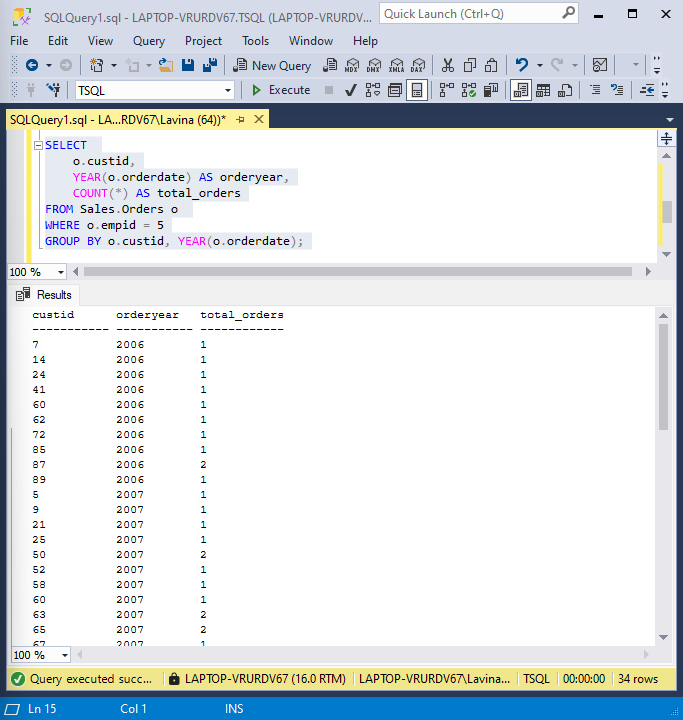 SQLQuery1.sql - LAPTOP-VRURDV67.TSQL (LAPTOP-VRURDV...
Quick Launch (Ctrl+Q)
File Edit View Query Project Tools Window Help
New Query MDX DMX XMLA DAX
TSQL Execute
SQLQuery1.sql - LA...RDV67\Lavina (64))*
SELECT
o.custid,
YEAR(o.orderdate) AS orderyear,
COUNT(*) AS total_orders
FROM Sales.Orders o
WHERE o.empid = 5
GROUP BY o.custid, YEAR(o.orderdate);
100 %
Results
custid orderyear total_orders
----------- ----------- ------------
7 2006 1
14 2006 1
24 2006 1
41 2006 1
60 2006 1
62 2006 1
72 2006 1
85 2006 1
87 2006 2
89 2006 1
5 2007 1
9 2007 1
21 2007 1
25 2007 1
50 2007 2
52 2007 1
58 2007 1
60 2007 1
63 2007 2
65 2007 2
67 2007 1
100 %
Query executed succ... LAPTOP-VRURDV67 (16.0 RTM) LAPTOP-VRURDV67\Lavina... TSQL 00:00:00 34 rows
Ln 15 Col 1 INS